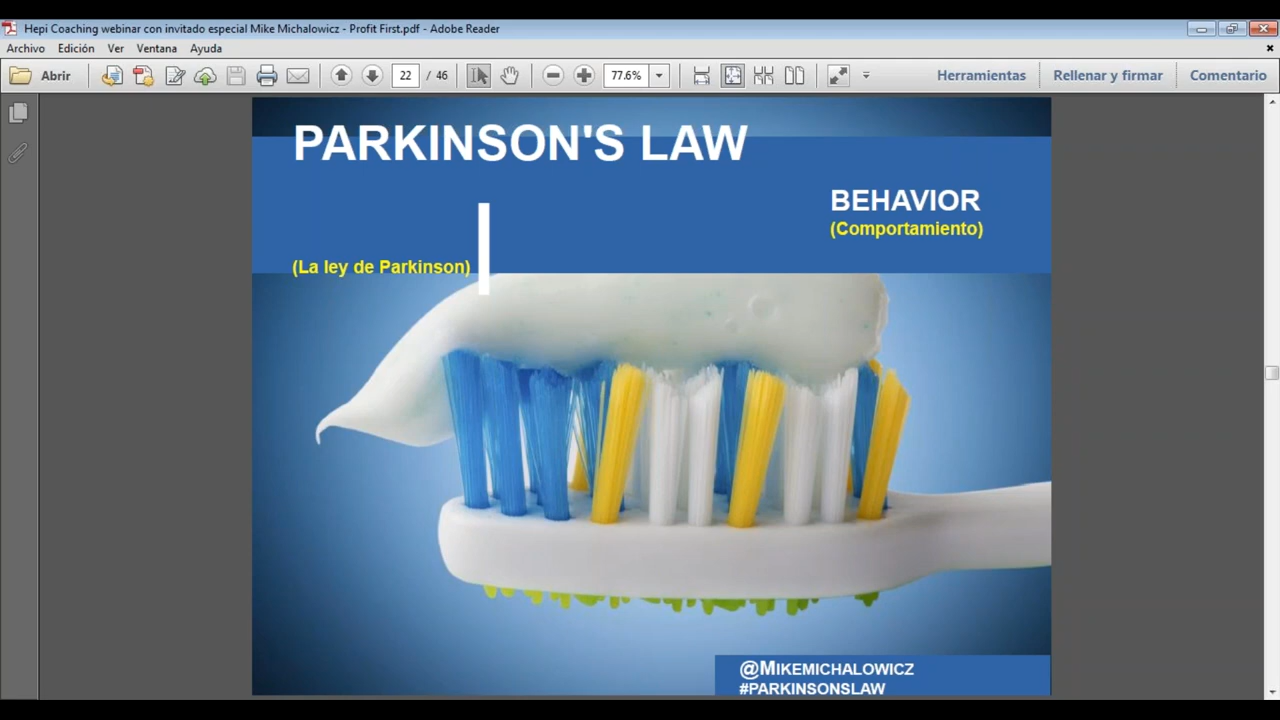 Hepi Coaching webinar con invitado especial Mike Michalowicz - Profit First.pdf - Adobe Reader
Archivo Edición Ver Ventana Ayuda
Abrir 22 / 46 77.6% Herramientas Rellenar y firmar Comentario
PARKINSON'S LAW
BEHAVIOR
(Comportamiento)
(La ley de Parkinson)
@MIKEMICHALOWICZ
#PARKINSONSLAW